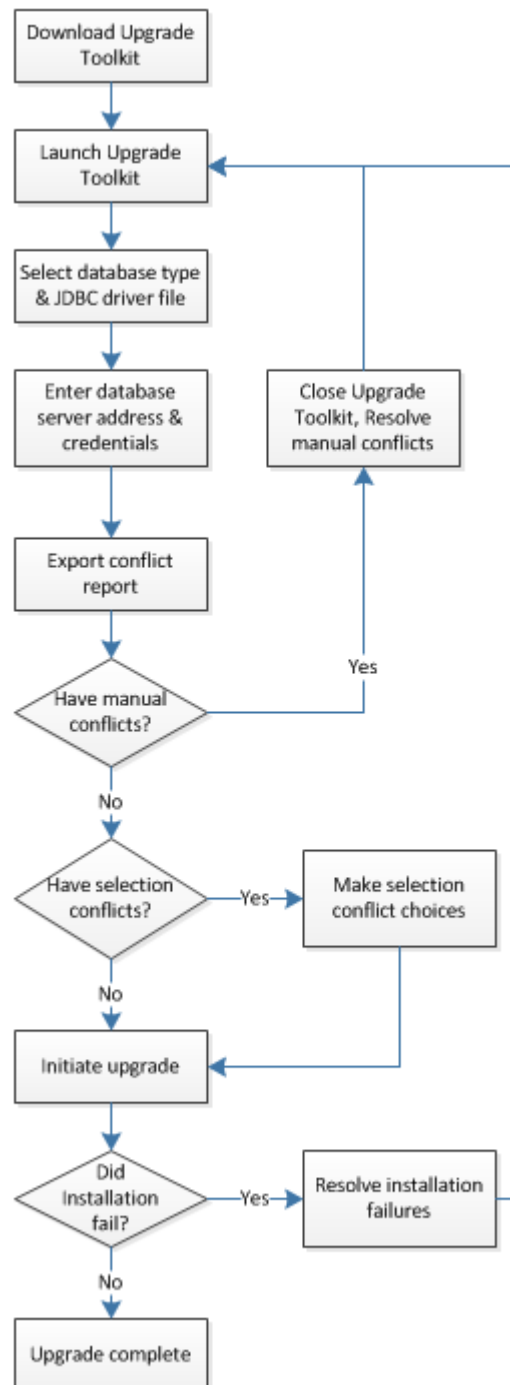 Download Upgrade
Toolkit
Launch Upgrade
Toolkit
Select database type
& JDBC driver file
Enter database
server address &
credentials
Close Upgrade
Toolkit, Resolve
manual conflicts
Export conflict
report
Yes
Have manual
conflicts?
No
Have selection
conflicts?
Yes
Make selection
conflict choices
No
Initiate upgrade
Did
Installation
fail?
Yes
Resolve installation
failures
No
Upgrade complete